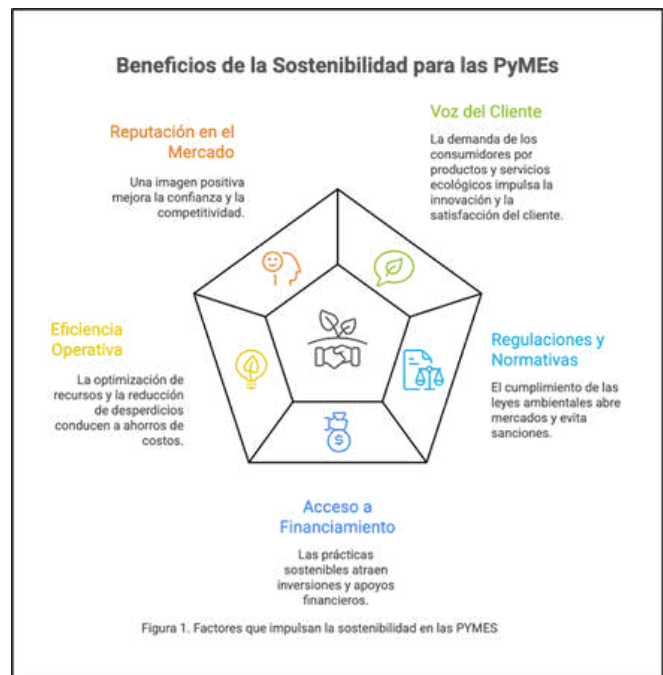 Beneficios de la Sostenibilidad para las PyMEs
Reputación en el
Mercado
Una imagen positiva
mejora la confianza y la
competitividad.
Voz del Cliente
La demanda de los
consumidores por
productos y servicios
ecológicos impulsa la
innovación y la
satisfacción del cliente.
Eficiencia
Operativa
La optimización de
recursos y la reducción
de desperdicios
conducen a ahorros de
costos.
Regulaciones y
Normativas
El cumplimiento de las
leyes ambientales abre
mercados y evita
sanciones.
$
Acceso a
Financiamiento
Las prácticas
sostenibles atraen
inversiones y apoyos
financieros.
Figura 1. Factores que impulsan la sostenibilidad en las PYMES